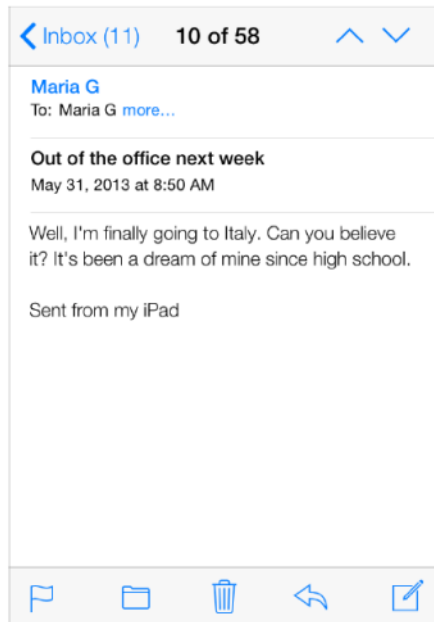 Inbox (11) 10 of 58
Maria G
To: Maria G more...
Out of the office next week
May 31, 2013 at 8:50 AM
Well, I'm finally going to Italy. Can you believe
it? It's been a dream of mine since high school.
Sent from my iPad